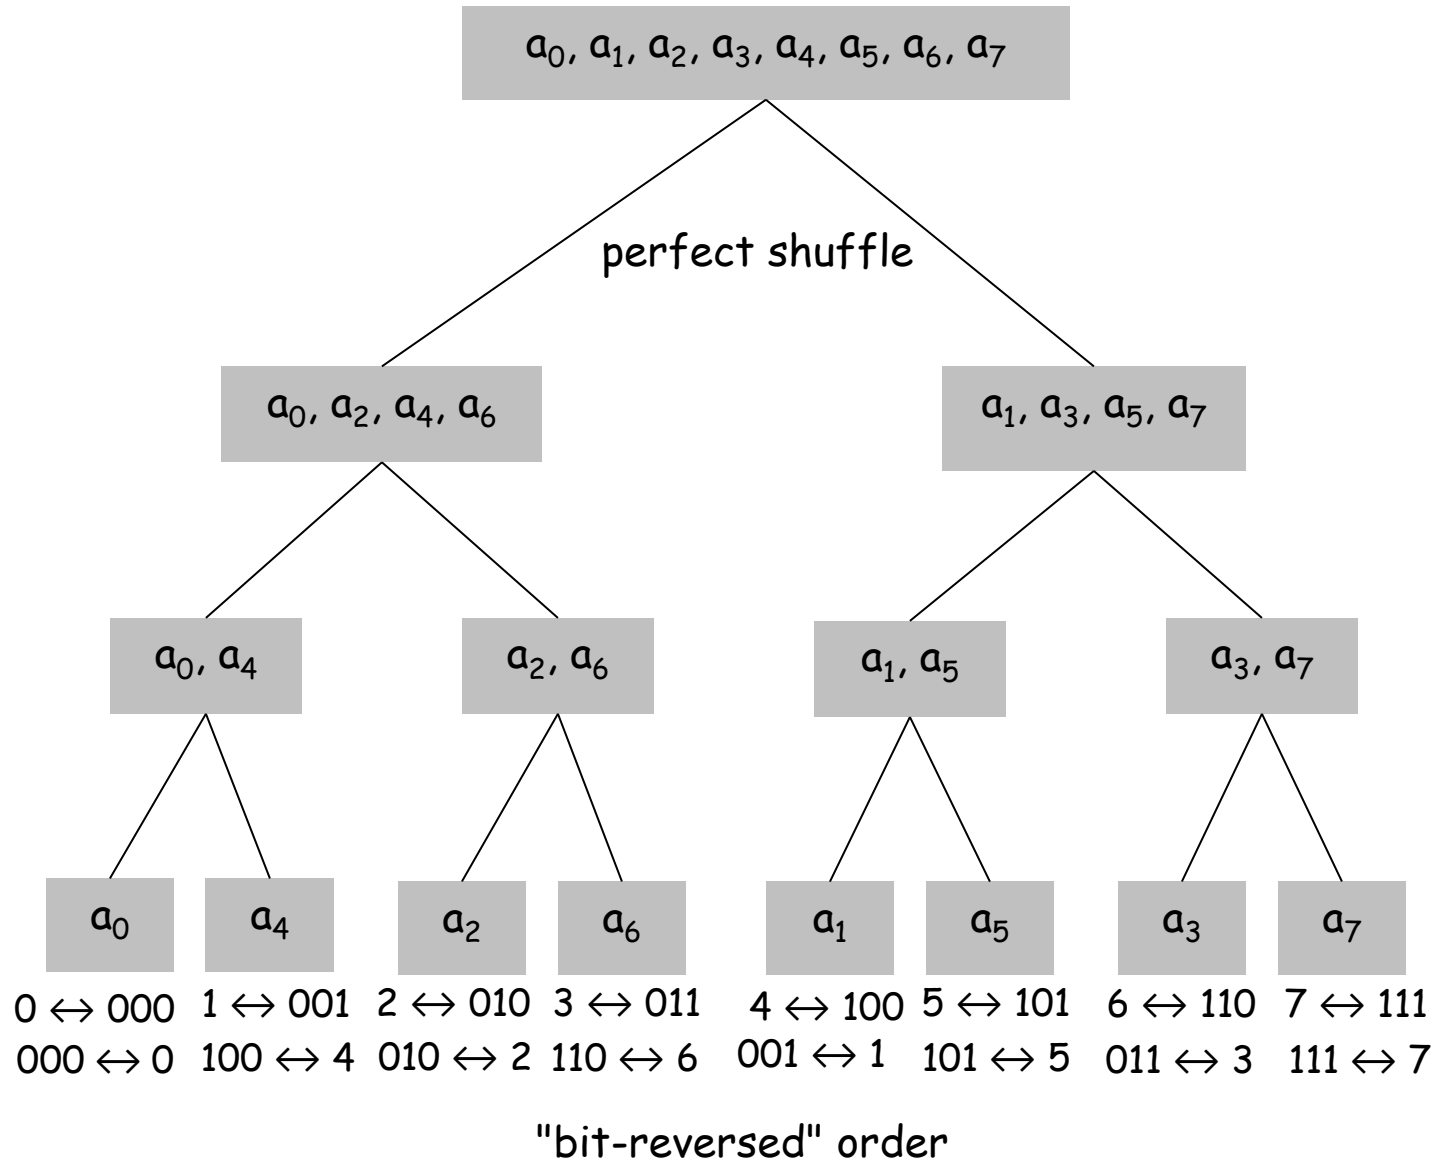 a₀, a₁, a₂, a₃, a₄, a₅, a₆, a₇
perfect shuffle
a₀, a₂, a₄, a₆
a₁, a₃, a₅, a₇
a₀, a₄
a₂, a₆
a₁, a₅
a₃, a₇
a₀
a₄
a₂
a₆
a₁
a₅
a₃
a₇
0 ↔ 000
1 ↔ 001
2 ↔ 010
3 ↔ 011
4 ↔ 100
5 ↔ 101
6 ↔ 110
7 ↔ 111
000 ↔ 0
100 ↔ 4
010 ↔ 2
110 ↔ 6
001 ↔ 1
101 ↔ 5
011 ↔ 3
111 ↔ 7
"bit-reversed" order